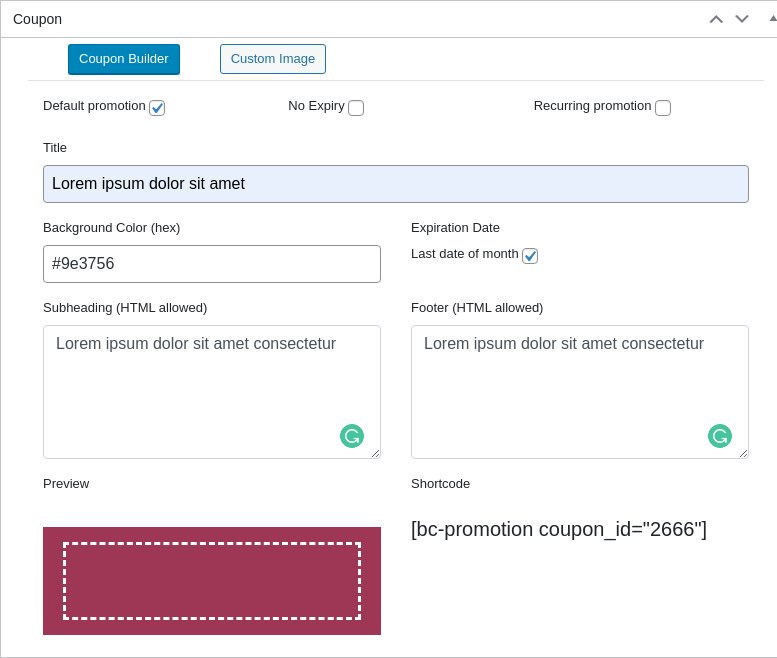 Coupon
Coupon Builder Custom Image
Default promotion No Expiry Recurring promotion
Title
Lorem ipsum dolor sit amet
Background Color (hex) Expiration Date
#9e3756 Last date of month
Subheading (HTML allowed) Footer (HTML allowed)
Lorem ipsum dolor sit amet consectetur Lorem ipsum dolor sit amet consectetur
Preview Shortcode
[bc-promotion coupon_id="2666"]